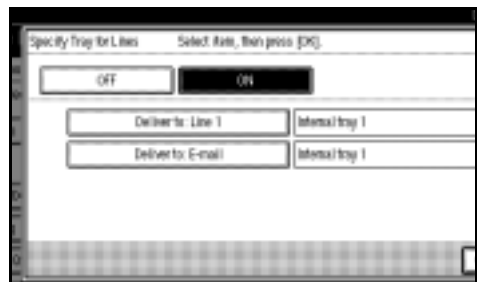 Specify Tray for Lines Select item, then press [OK].
OFF ON
Deliver to: Line 1 Internal tray 1
Deliver to: E-mail Internal tray 1